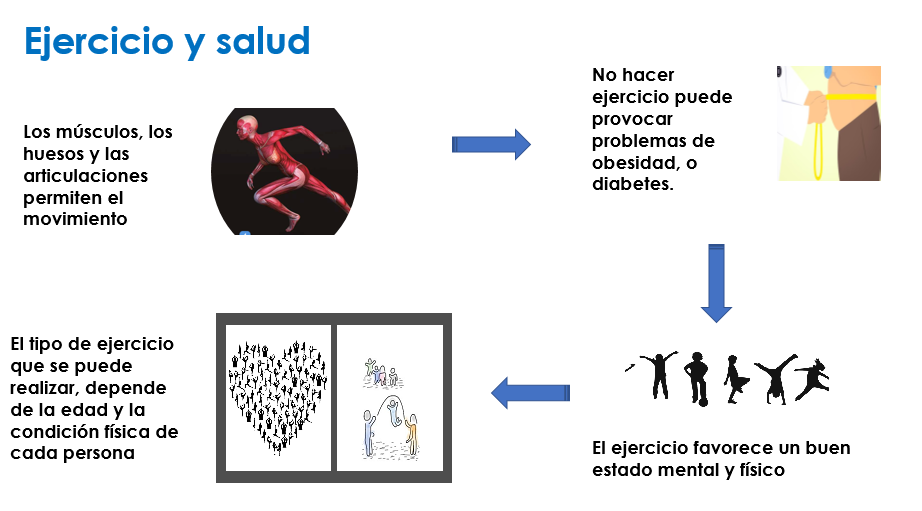 Ejercicio y salud
Los músculos, los
huesos y las
articulaciones
permiten el
movimiento
No hacer
ejercicio puede
provocar
problemas de
obesidad, o
diabetes.
El ejercicio favorece un buen
estado mental y físico
El tipo de ejercicio
que se puede
realizar, depende
de la edad y la
condición física de
cada persona